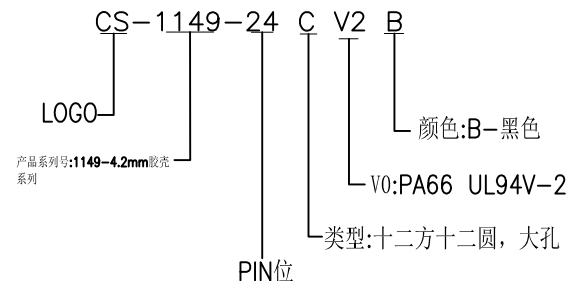 CS-1149-24 C V2 B
LOGO
颜色:B-黑色
产品系列号:1149-4.2mm胶壳
系列
V0:PA66 UL94V-2
类型:十二方十二圆，大孔
PIN位